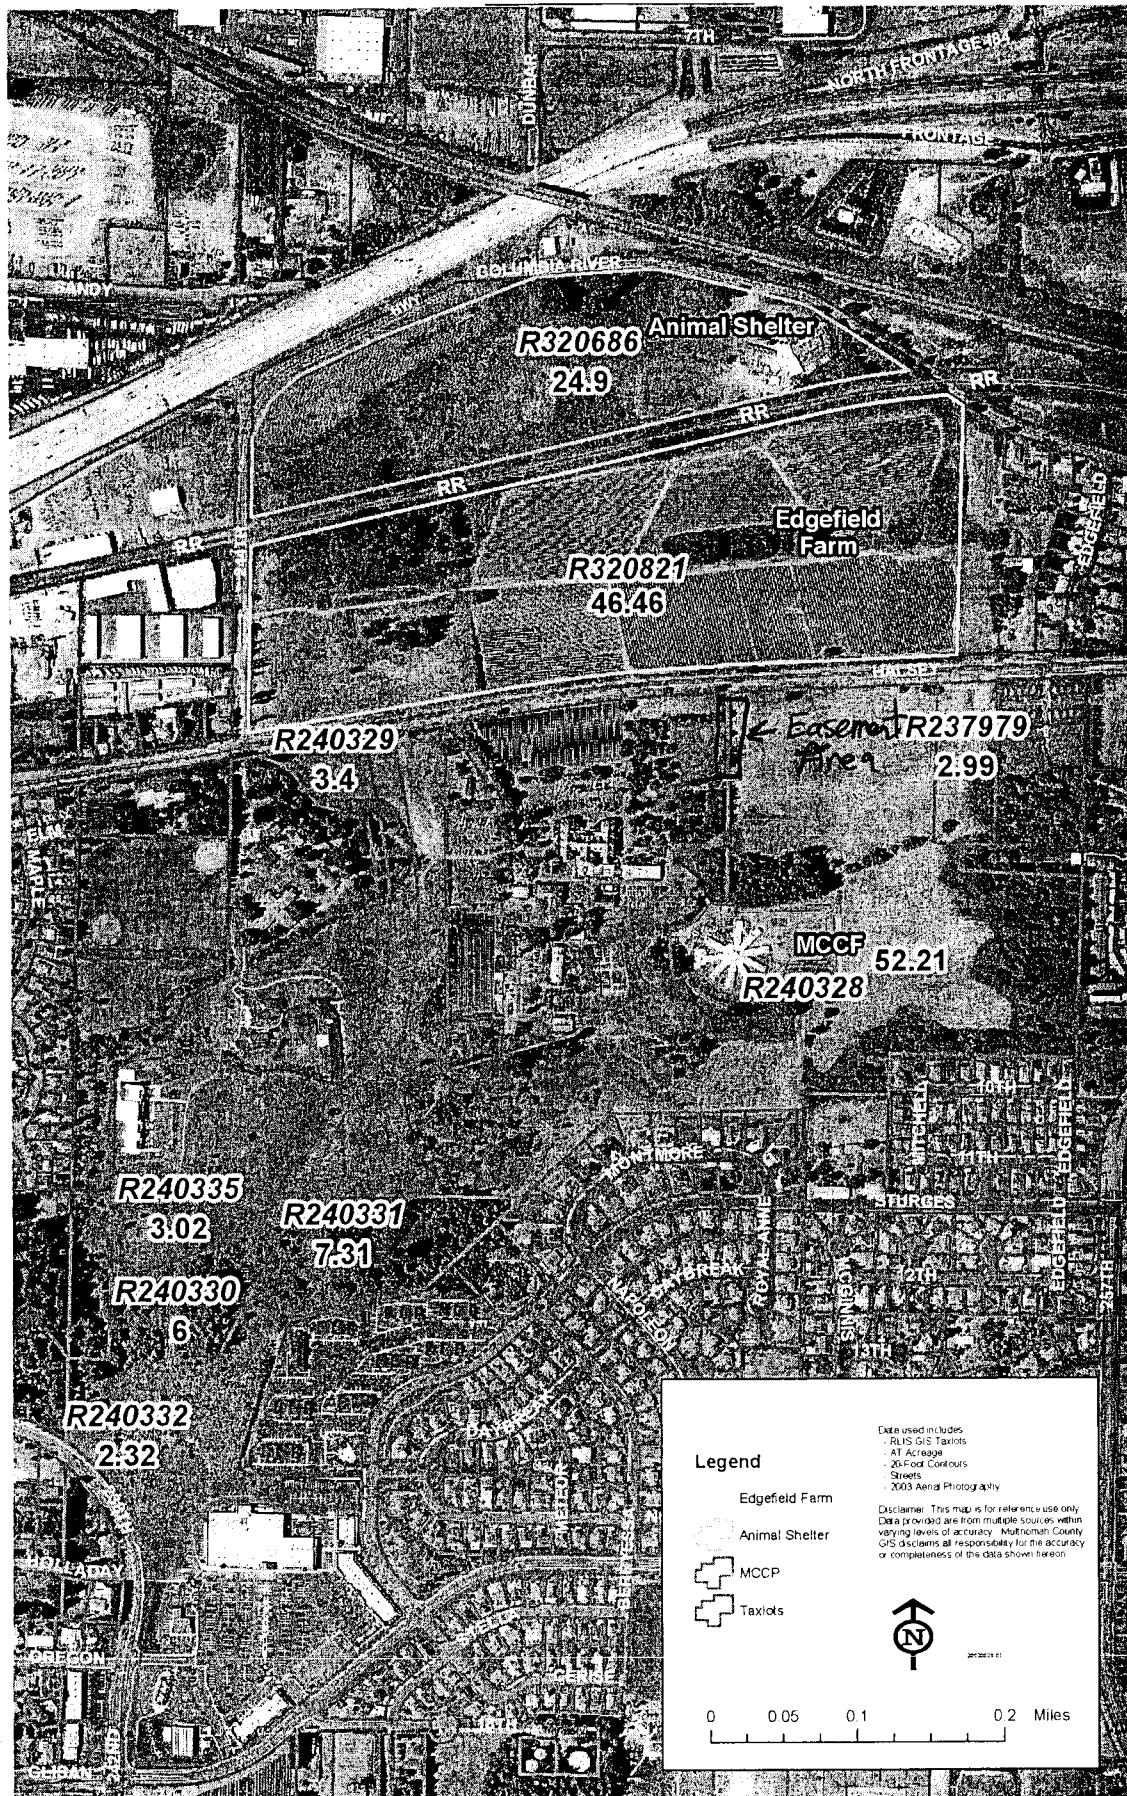 7TH
DUNBAR
NORTH FRONTAGE I84
FRONTAGE
SANDY
COLUMBIA RIVER
HWY
R320686
24.9
Animal Shelter
RR
RR
RR
RR
Edgefield
Farm
EDGEFIELD
R320821
46.46
HALSEY
R240329
3.4
← Easement
Area
R237979
2.99
ELM
MAPLE
MCCF
52.21
R240328
10TH
MITCHELL
EDGEFIELD
11TH
MONTMORE
STURGES
R240335
3.02
R240331
7.31
ROYAL ANNE
EDGEFIELD
257TH
12TH
DAYBREAK
NAPOLEON
R240330
6
13TH
R240332
2.32
DAYBREAK
HOLLADAY
STELLA
OREGON
CERISE
GLISAN
Legend
Edgefield Farm
Animal Shelter
MCCP
Taxlots
Data used includes
- RLIS GIS Taxlots
- AT Acreage
- 20-Foot Contours
- Streets
- 2003 Aerial Photography
Disclaimer: This map is for reference use only
Data provided are from multiple sources within
varying levels of accuracy. Multnomah County
GIS disclaims all responsibility for the accuracy
or completeness of the data shown hereon
N
0 0.05 0.1 0.2 Miles